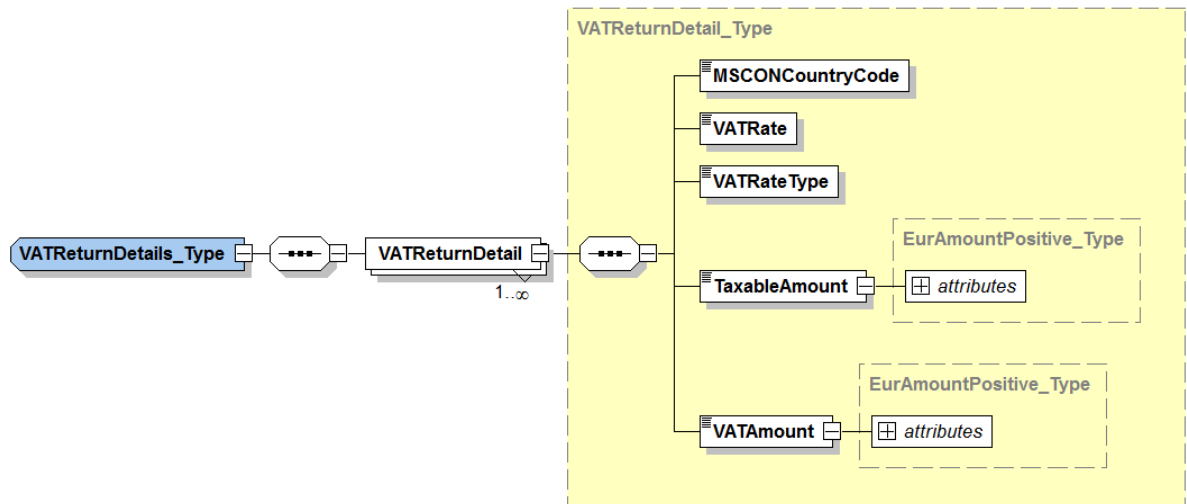 VATReturnDetail_Type
MSCONCountryCode
VATRate
VATRateType
VATReturnDetails_Type
VATReturnDetail
1..∞
EurAmountPositive_Type
TaxableAmount
attributes
EurAmountPositive_Type
VATAmount
attributes